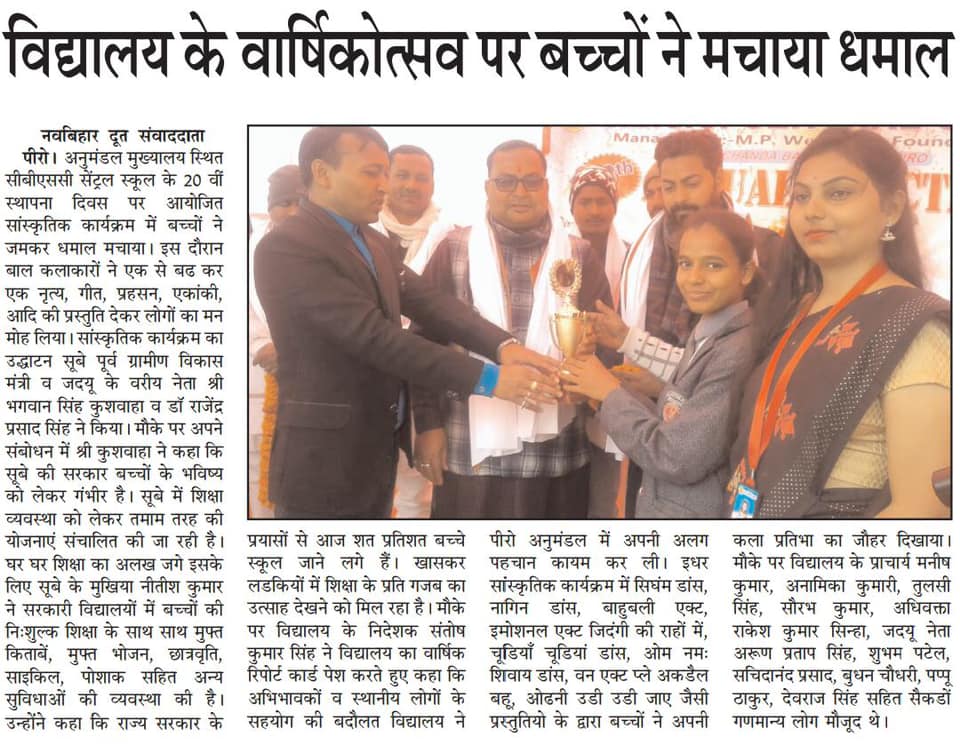 विद्यालय के वार्षिकोत्सव पर बच्चों ने मचाया धमाल
नवबिहार दूत संवाददाता
पीरो। अनुमंडल मुख्यालय स्थित
सीबीएससी सेंट्रल स्कूल के 20 वीं
स्थापना दिवस पर आयोजित
सांस्कृतिक कार्यक्रम में बच्चों ने
जमकर धमाल मचाया। इस दौरान
बाल कलाकारों ने एक से बढ कर
एक नृत्य, गीत, प्रहसन, एकांकी,
आदि की प्रस्तुति देकर लोगों का मन
मोह लिया। सांस्कृतिक कार्यक्रम का
उद्घाटन सूबे पूर्व ग्रामीण विकास
मंत्री व जदयू के वरीय नेता श्री
भगवान सिंह कुशवाहा व डॉ राजेंद्र
प्रसाद सिंह ने किया। मौके पर अपने
संबोधन में श्री कुशवाहा ने कहा कि
सूबे की सरकार बच्चों के भविष्य
को लेकर गंभीर है। सूबे में शिक्षा
व्यवस्था को लेकर तमाम तरह की
योजनाएं संचालित की जा रही है।
घर घर शिक्षा का अलख जगे इसके
लिए सूबे के मुखिया नीतीश कुमार
ने सरकारी विद्यालयों में बच्चों की
निःशुल्क शिक्षा के साथ साथ मुफ्त
किताबें, मुफ्त भोजन, छात्रवृति,
साइकिल, पोशाक सहित अन्य
सुविधाओं की व्यवस्था की है।
उन्होंने कहा कि राज्य सरकार के
प्रयासों से आज शत प्रतिशत बच्चे
स्कूल जाने लगे हैं। खासकर
लडकियों में शिक्षा के प्रति गजब का
उत्साह देखने को मिल रहा है। मौके
पर विद्यालय के निदेशक संतोष
कुमार सिंह ने विद्यालय का वार्षिक
रिपोर्ट कार्ड पेश करते हुए कहा कि
अभिभावकों व स्थानीय लोगों के
सहयोग की बदौलत विद्यालय ने
पीरो अनुमंडल में अपनी अलग
पहचान कायम कर ली। इधर
सांस्कृतिक कार्यक्रम में सिघंम डांस,
नागिन डांस, बाहुबली एक्ट,
इमोशनल एक्ट जिदंगी की राहों में,
चूडियाँ चूडियां डांस, ओम नमः
शिवाय डांस, वन एक्ट प्ले अकडैल
बहू, ओढनी उडी उडी जाए जैसी
प्रस्तुतियो के द्वारा बच्चों ने अपनी
कला प्रतिभा का जौहर दिखाया।
मौके पर विद्यालय के प्राचार्य मनीष
कुमार, अनामिका कुमारी, तुलसी
सिंह, सौरभ कुमार, अधिवक्ता
राकेश कुमार सिन्हा, जदयू नेता
अरूण प्रताप सिंह, शुभम पटेल,
सचिदानंद प्रसाद, बुधन चौधरी, पप्पू
ठाकुर, देवराज सिंह सहित सैकडों
गणमान्य लोग मौजूद थे।